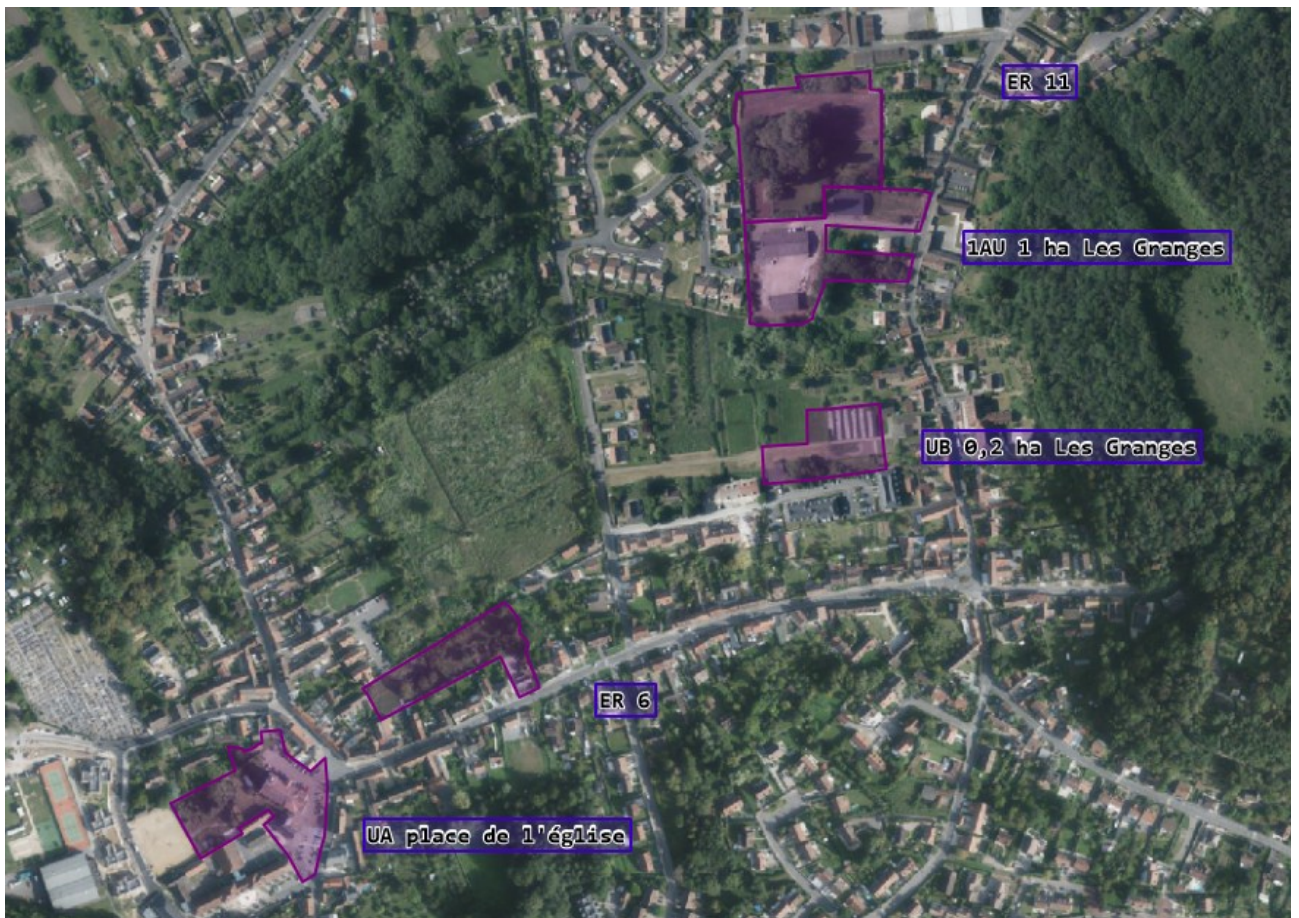 ER 11
1AU 1 ha Les Granges
UB 0,2 ha Les Granges
ER 6
UA place de l'église